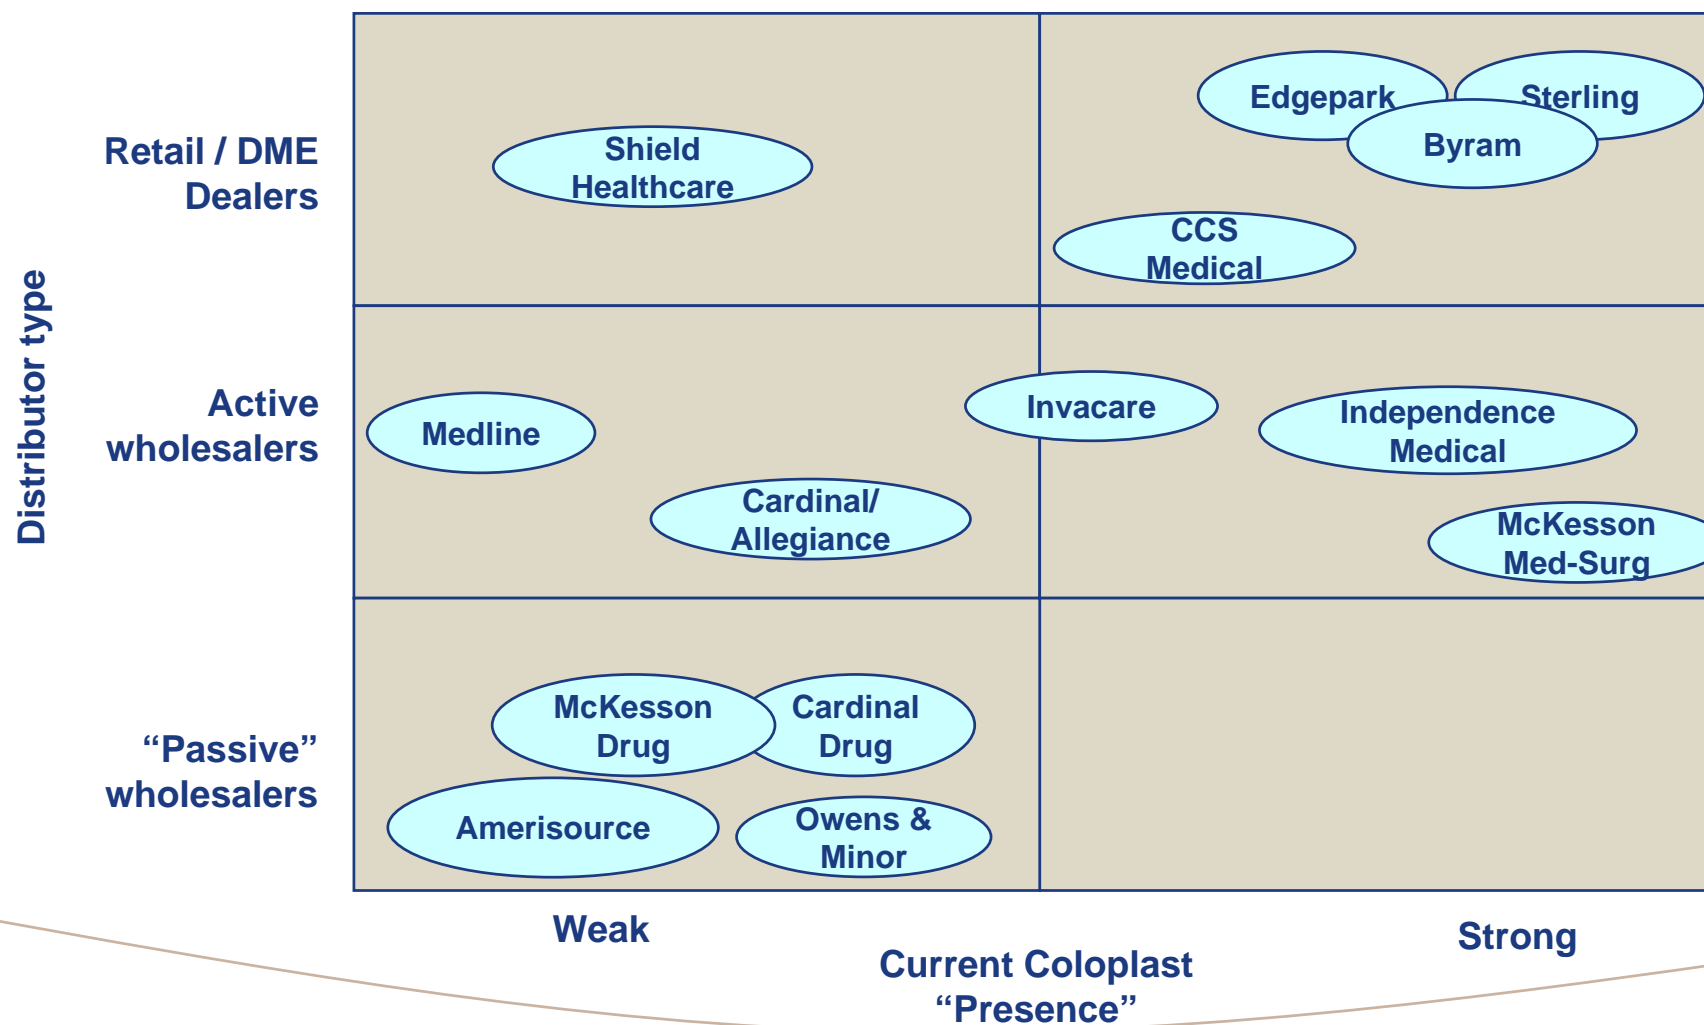 Distributor type
Retail / DME
Dealers
Shield
Healthcare
Edgepark
Sterling
Byram
CCS
Medical
Active
wholesalers
Medline
Cardinal/
Allegiance
Invacare
Independence
Medical
McKesson
Med-Surg
“Passive”
wholesalers
McKesson
Drug
Cardinal
Drug
Amerisource
Owens &
Minor
Weak
Strong
Current Coloplast
“Presence”